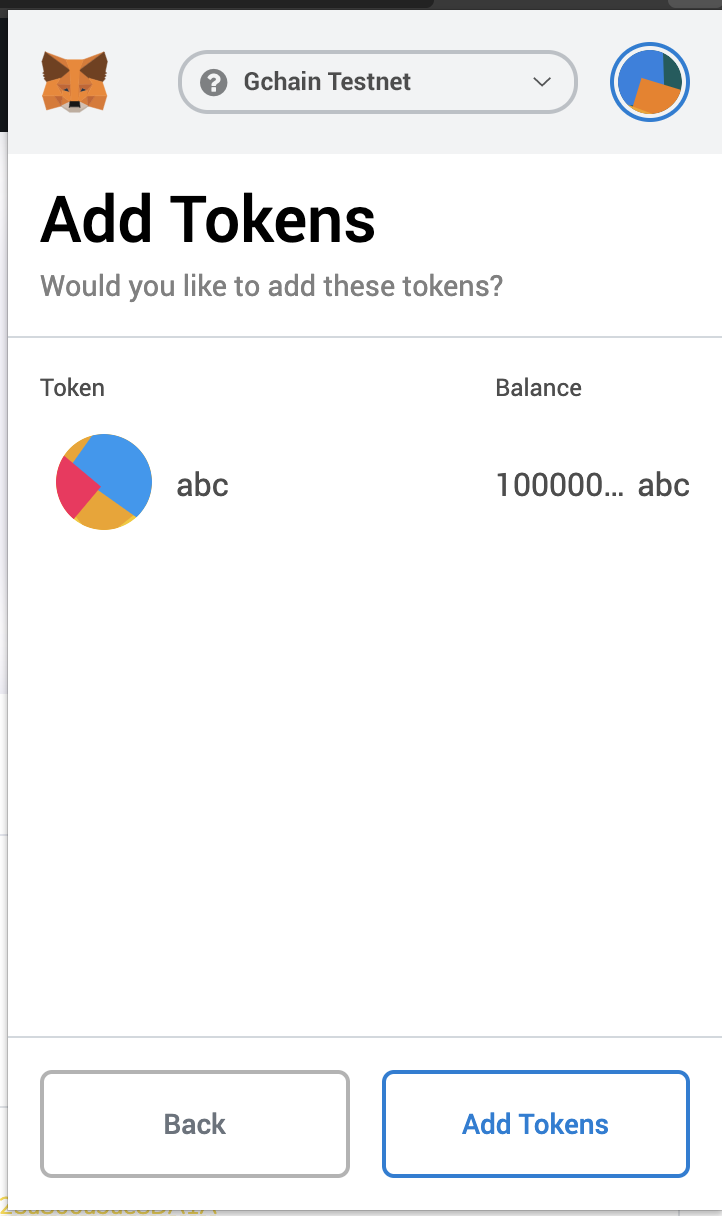 Gchain Testnet
Add Tokens
Would you like to add these tokens?
Token Balance
abc 100000... abc
Back Add Tokens